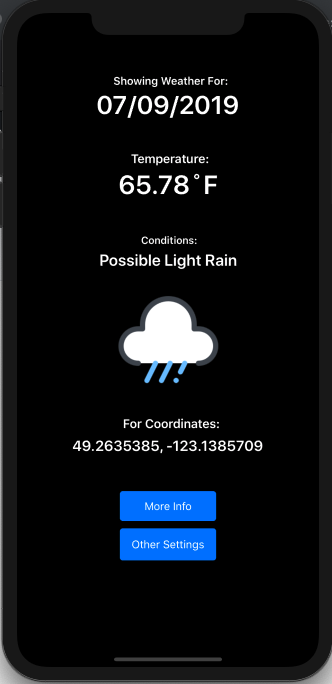 Showing Weather For:
07/09/2019
Temperature:
65.78°F
Conditions:
Possible Light Rain
For Coordinates:
49.2635385, -123.1385709
More Info
Other Settings